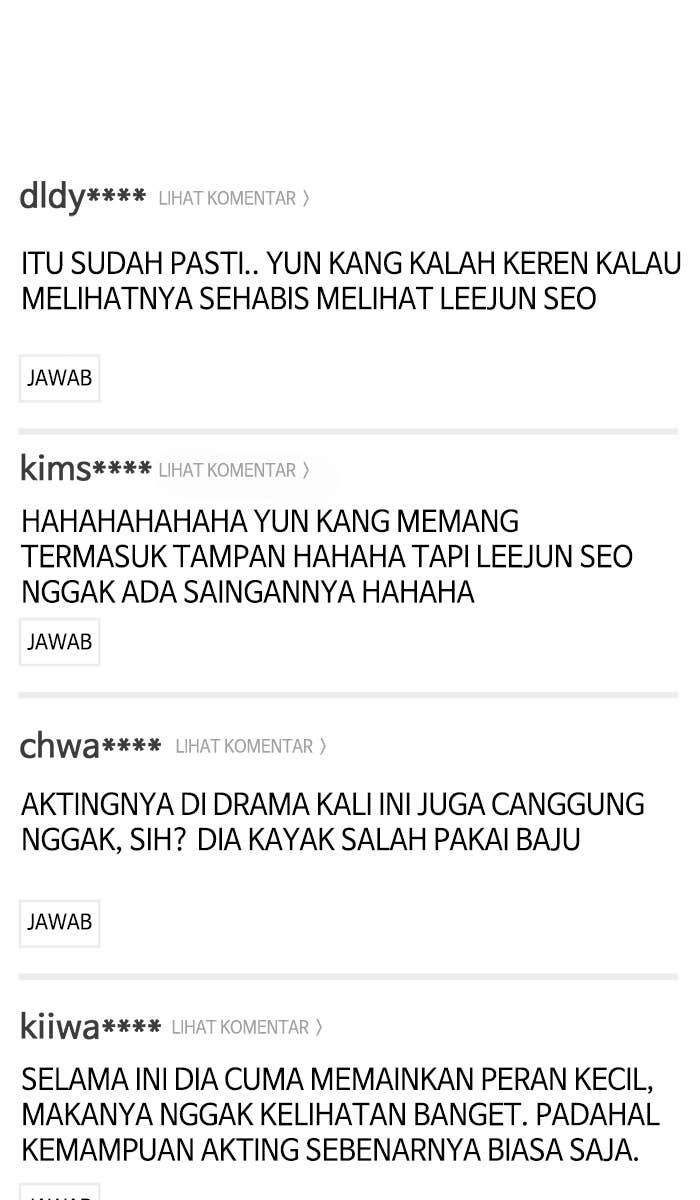 dldy**** LIHAT KOMENTAR 〉
ITU SUDAH PASTI.. YUN KANG KALAH KEREN KALAU
MELIHATNYA SEHABIS MELIHAT LEEJUN SEO
JAWAB
kims**** LIHAT KOMENTAR 〉
HAHAHAHAHAHA YUN KANG MEMANG
TERMASUK TAMPAN HAHAHA TAPI LEEJUN SEO
NGGAK ADA SAINGANNYA HAHAHA
JAWAB
chwa**** LIHAT KOMENTAR 〉
AKTINGNYA DI DRAMA KALI INI JUGA CANGGUNG
NGGAK, SIH? DIA KAYAK SALAH PAKAI BAJU
JAWAB
kiiwa**** LIHAT KOMENTAR 〉
SELAMA INI DIA CUMA MEMAINKAN PERAN KECIL,
MAKANYA NGGAK KELIHATAN BANGET. PADAHAL
KEMAMPUAN AKTING SEBENARNYA BIASA SAJA.